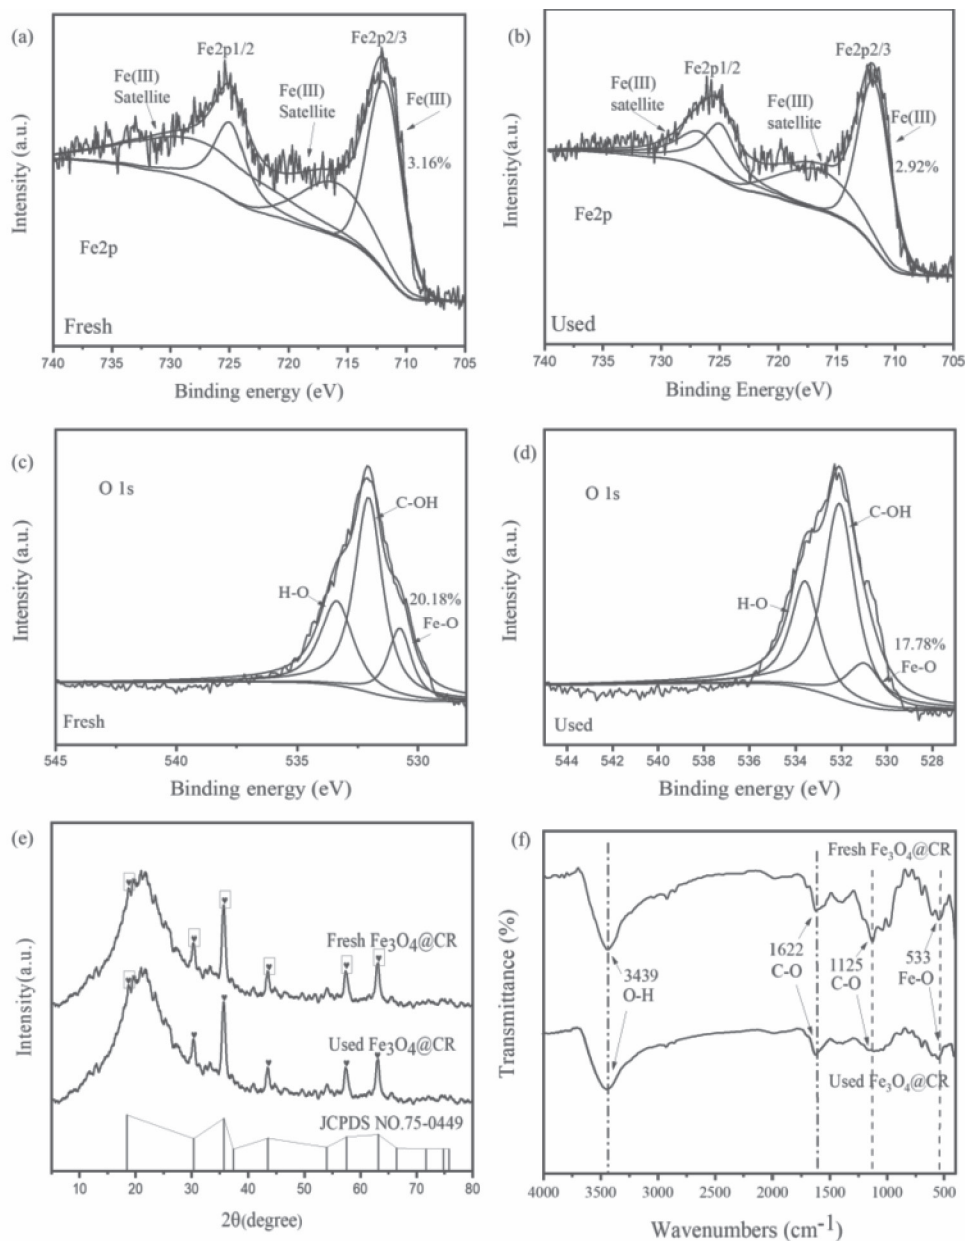 (a)
Fe2p1/2
Fe2p2/3
Fe(III)
Satellite
Fe(III)
Satellite
Fe(III)
3.16%
Fe2p
Fresh
Intensity (a.u.)
740 735 730 725 720 715 710 705
Binding energy (eV)
(b)
Fe2p2/3
Fe2p1/2
Fe(III)
satellite
Fe(III)
satellite
Fe(III)
2.92%
Fe2p
Used
Intensity(a.u.)
740 735 730 725 720 715 710 705
Binding Energy(eV)
(c)
O 1s
C-OH
H-O
20.18%
Fe-O
Fresh
Intensity (a.u.)
545 540 535 530
Binding energy (eV)
(d)
O 1s
C-OH
H-O
17.78%
Fe-O
Used
Intensity (a.u.)
544 542 540 538 536 534 532 530 528
Binding energy (eV)
(e)
Fresh Fe3O4@CR
Used Fe3O4@CR
JCPDS NO.75-0449
Intensity(a.u.)
10 20 30 40 50 60 70 80
2θ(degree)
(f)
Fresh Fe3O4@CR
3439
O-H
1622
C-O
1125
C-O
533
Fe-O
Used Fe3O4@CR
Transmittance (%)
4000 3500 3000 2500 2000 1500 1000 500
Wavenumbers (cm-1)